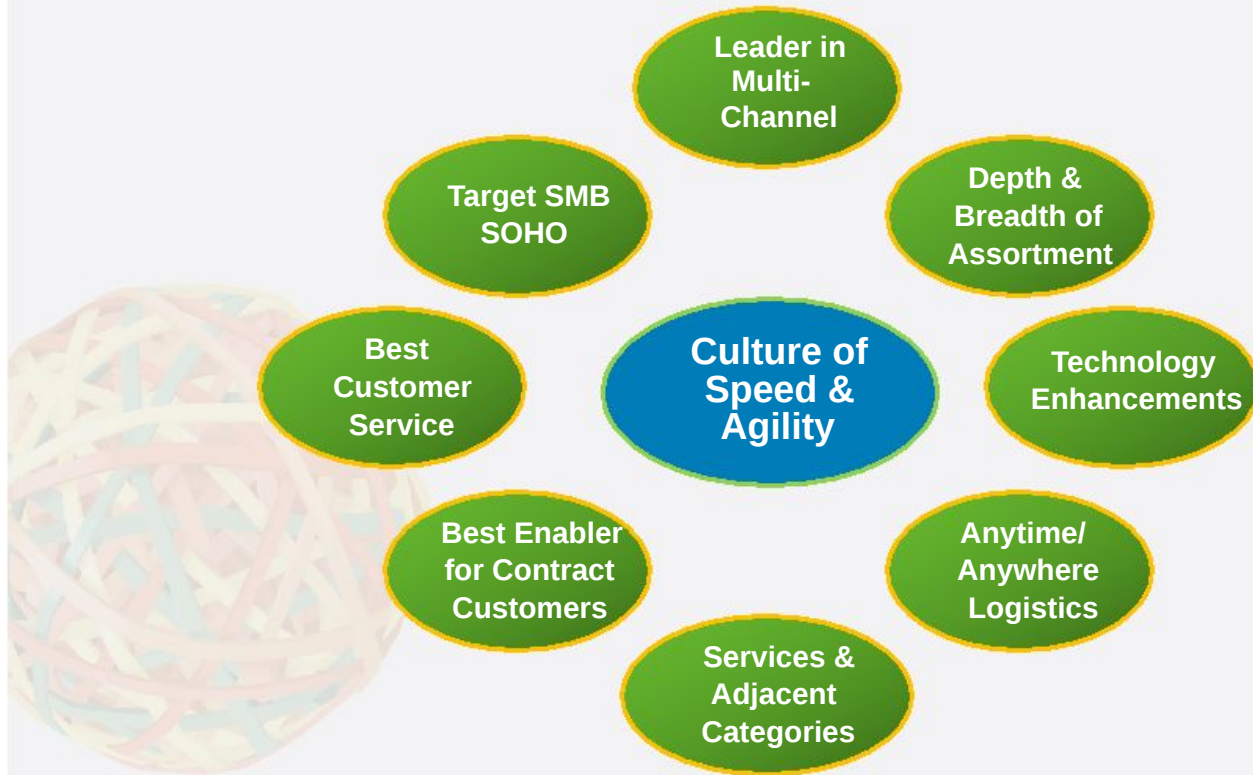 Leader in
Multi-
Channel
Target SMB
SOHO
Depth &
Breadth of
Assortment
Best
Customer
Service
Culture of
Speed &
Agility
Technology
Enhancements
Best Enabler
for Contract
Customers
Anytime/
Anywhere
Logistics
Services &
Adjacent
Categories